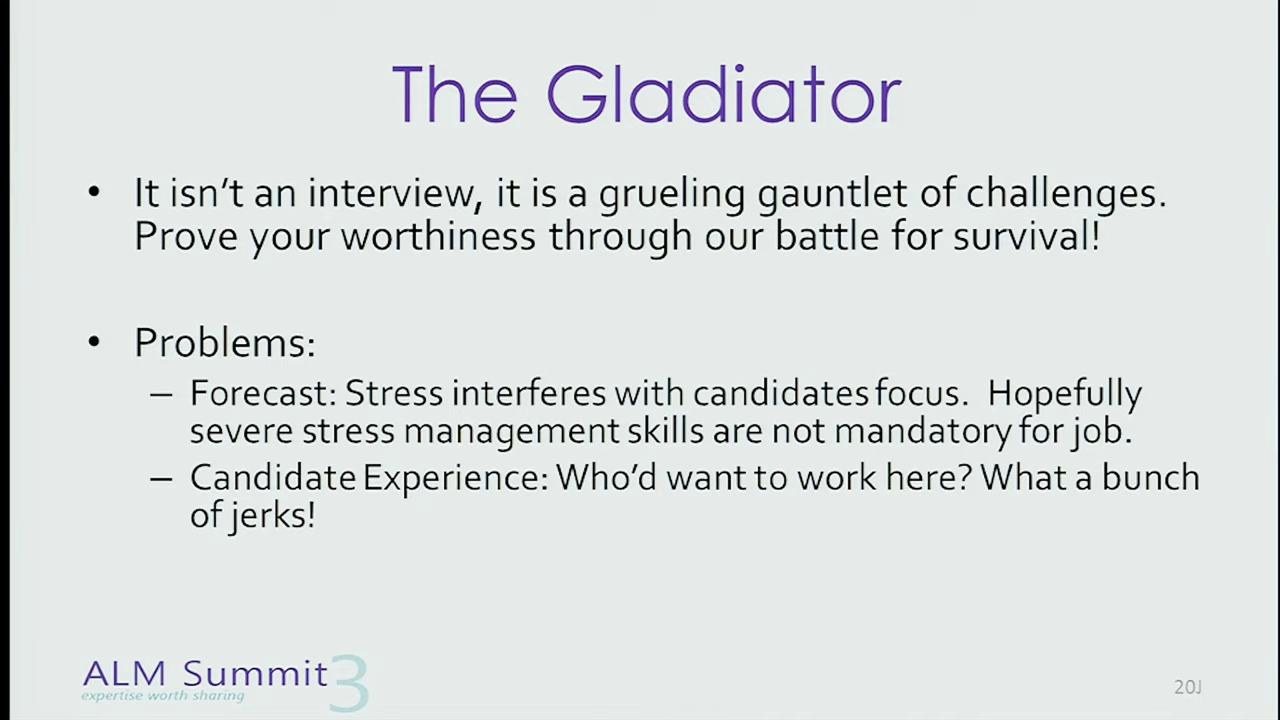 The Gladiator
• It isn't an interview, it is a grueling gauntlet of challenges.
Prove your worthiness through our battle for survival!
• Problems:
– Forecast: Stress interferes with candidates focus.  Hopefully
severe stress management skills are not mandatory for job.
– Candidate Experience: Who'd want to work here? What a bunch
of jerks!
ALM Summit 3
expertise worth sharing